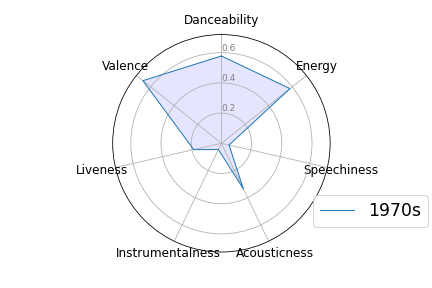 Danceability
0.6
Valence
Energy
0.4
0.2
Liveness
Speechiness
1970s
Instrumentalness
Acousticness